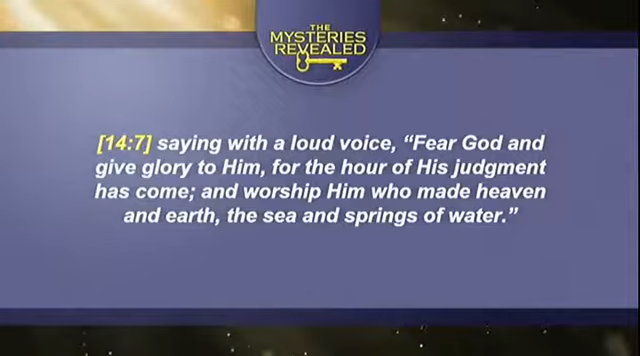 THE
MYSTERIES
REVEALED
[14:7] saying with a loud voice, “Fear God and
give glory to Him, for the hour of His judgment
has come; and worship Him who made heaven
and earth, the sea and springs of water.”